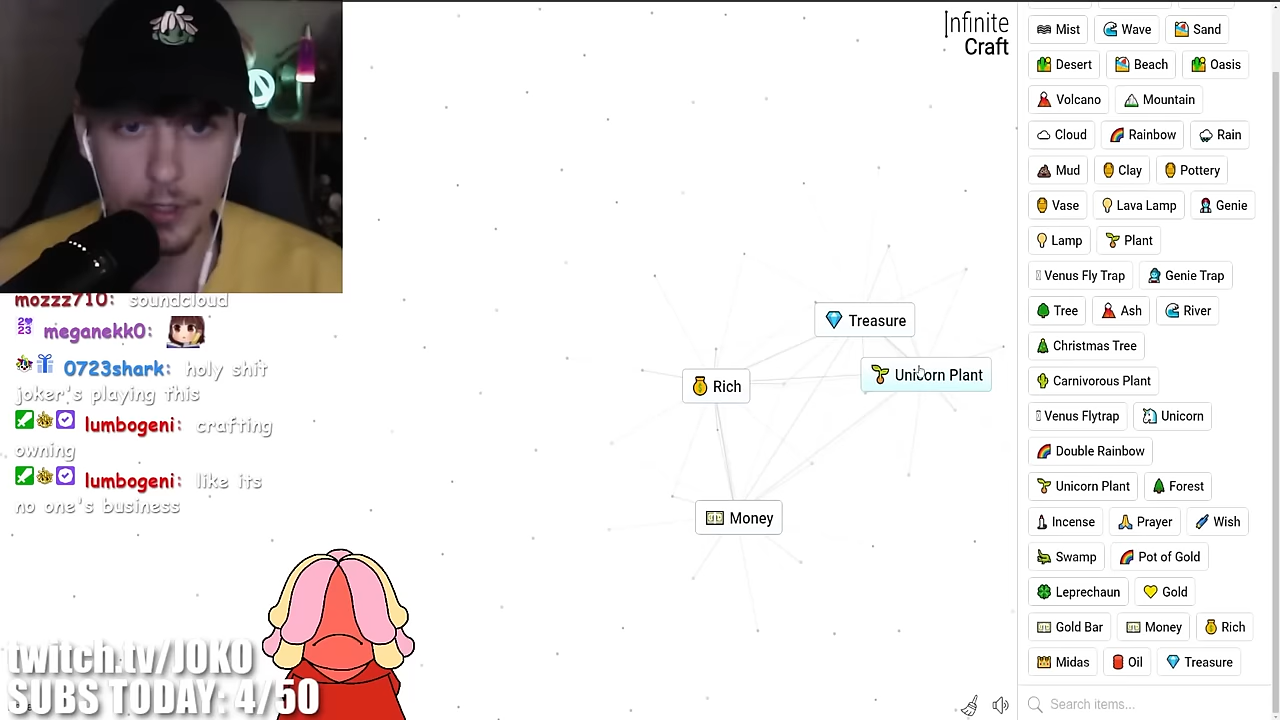 Infinite
Craft
mozzz710: soundcloud
meganekk0:
0723shark: holy shit
joker's playing this
lumbogeni: crafting
owning
lumbogeni: like its
no one's business
twitch.tv/JOKO
SUBS TODAY: 4/50
Treasure
Unicorn Plant
Rich
Money
Mist Wave Sand
Desert Beach Oasis
Volcano Mountain
Cloud Rainbow Rain
Mud Clay Pottery
Vase Lava Lamp Genie
Lamp Plant
Venus Fly Trap Genie Trap
Tree Ash River
Christmas Tree
Carnivorous Plant
Venus Flytrap Unicorn
Double Rainbow
Unicorn Plant Forest
Incense Prayer Wish
Swamp Pot of Gold
Leprechaun Gold
Gold Bar Money Rich
Midas Oil Treasure
Search items...